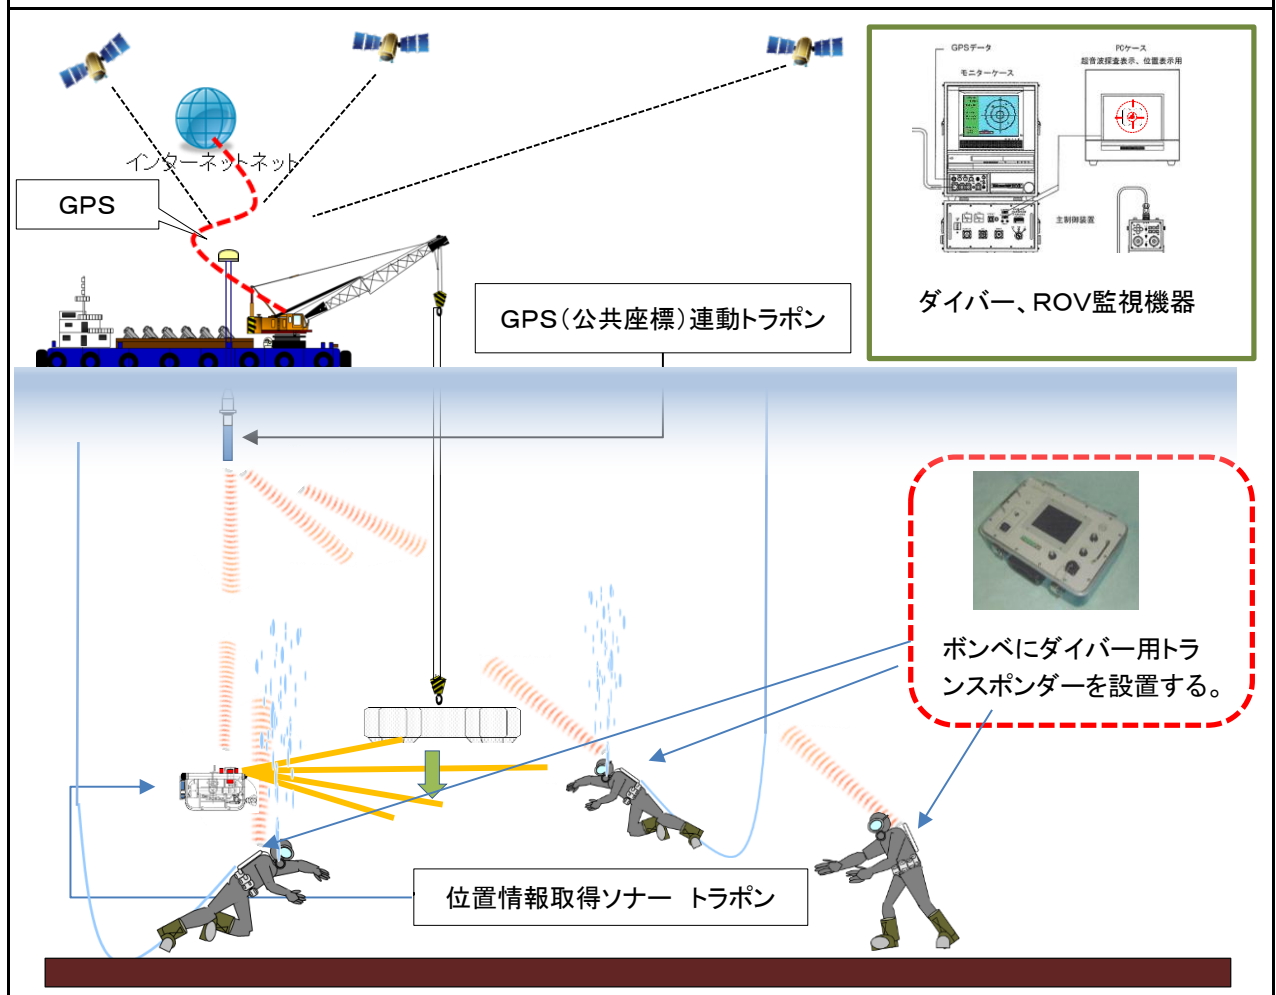 インターネットネット
GPS
GPSデータ
モニターケース
PCケース
超音波探査表示、位置表示用
主制御装置
ダイバー、ROV監視機器
GPS（公共座標）連動トラポン
ボンベにダイバー用トラ
ンスポンダーを設置する。
位置情報取得ソナー　トラポン